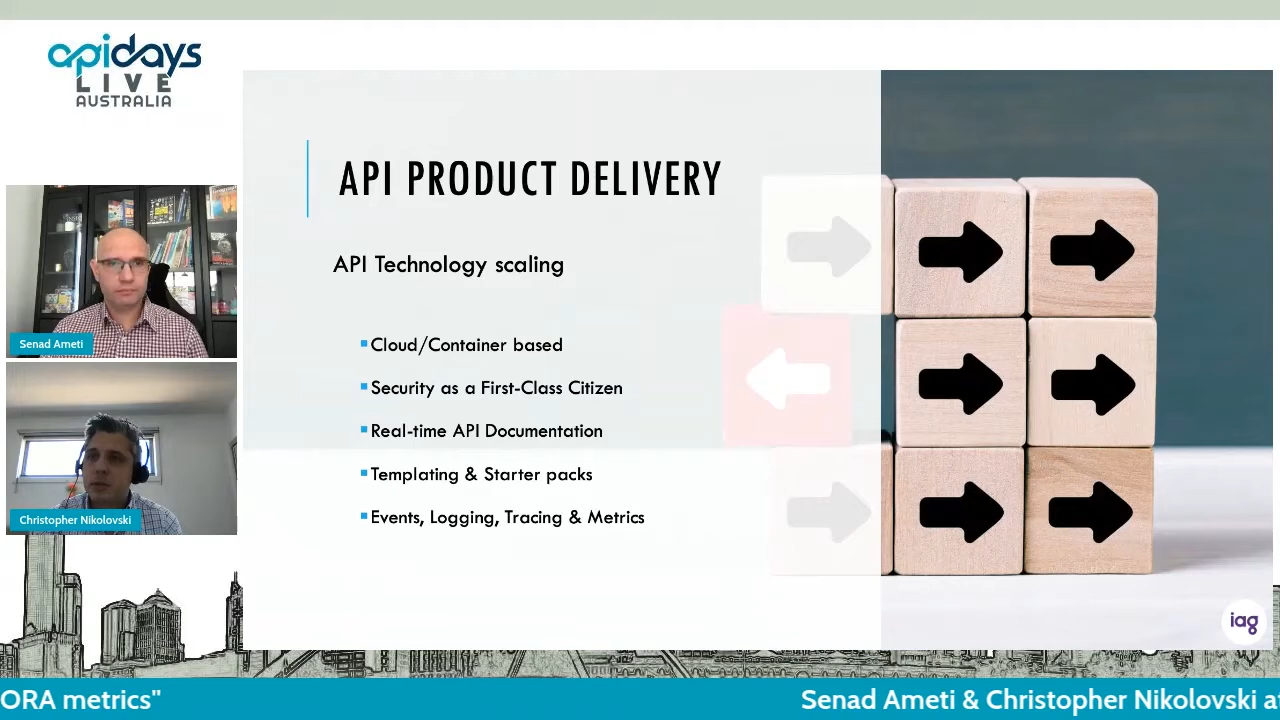 apidays
LIVE
AUSTRALIA
API PRODUCT DELIVERY
API Technology scaling
Cloud/Container based
Security as a First-Class Citizen
Real-time API Documentation
Templating & Starter packs
Events, Logging, Tracing & Metrics
Senad Ameti
Christopher Nikolovski
iag
ORA metrics"
Senad Ameti & Christopher Nikolovski